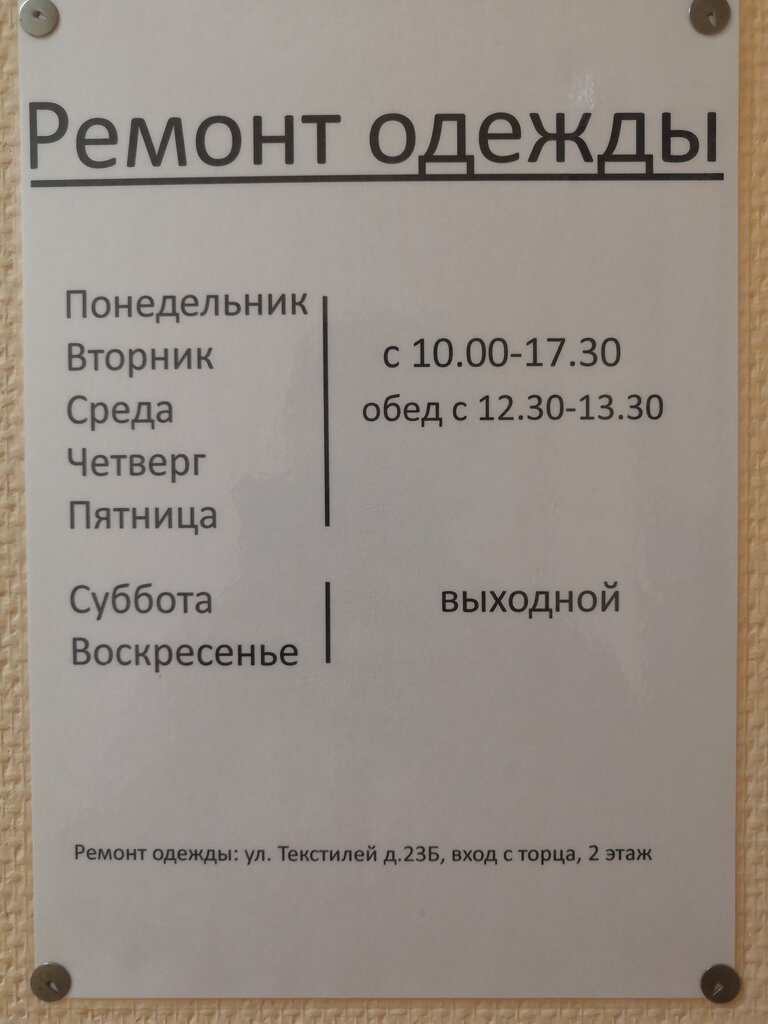 Ремонт одежды
Понедельник
Вторник с 10.00-17.30
Среда обед с 12.30-13.30
Четверг
Пятница
Суббота выходной
Воскресенье
Ремонт одежды: ул. Текстилей д.23Б, вход с торца, 2 этаж